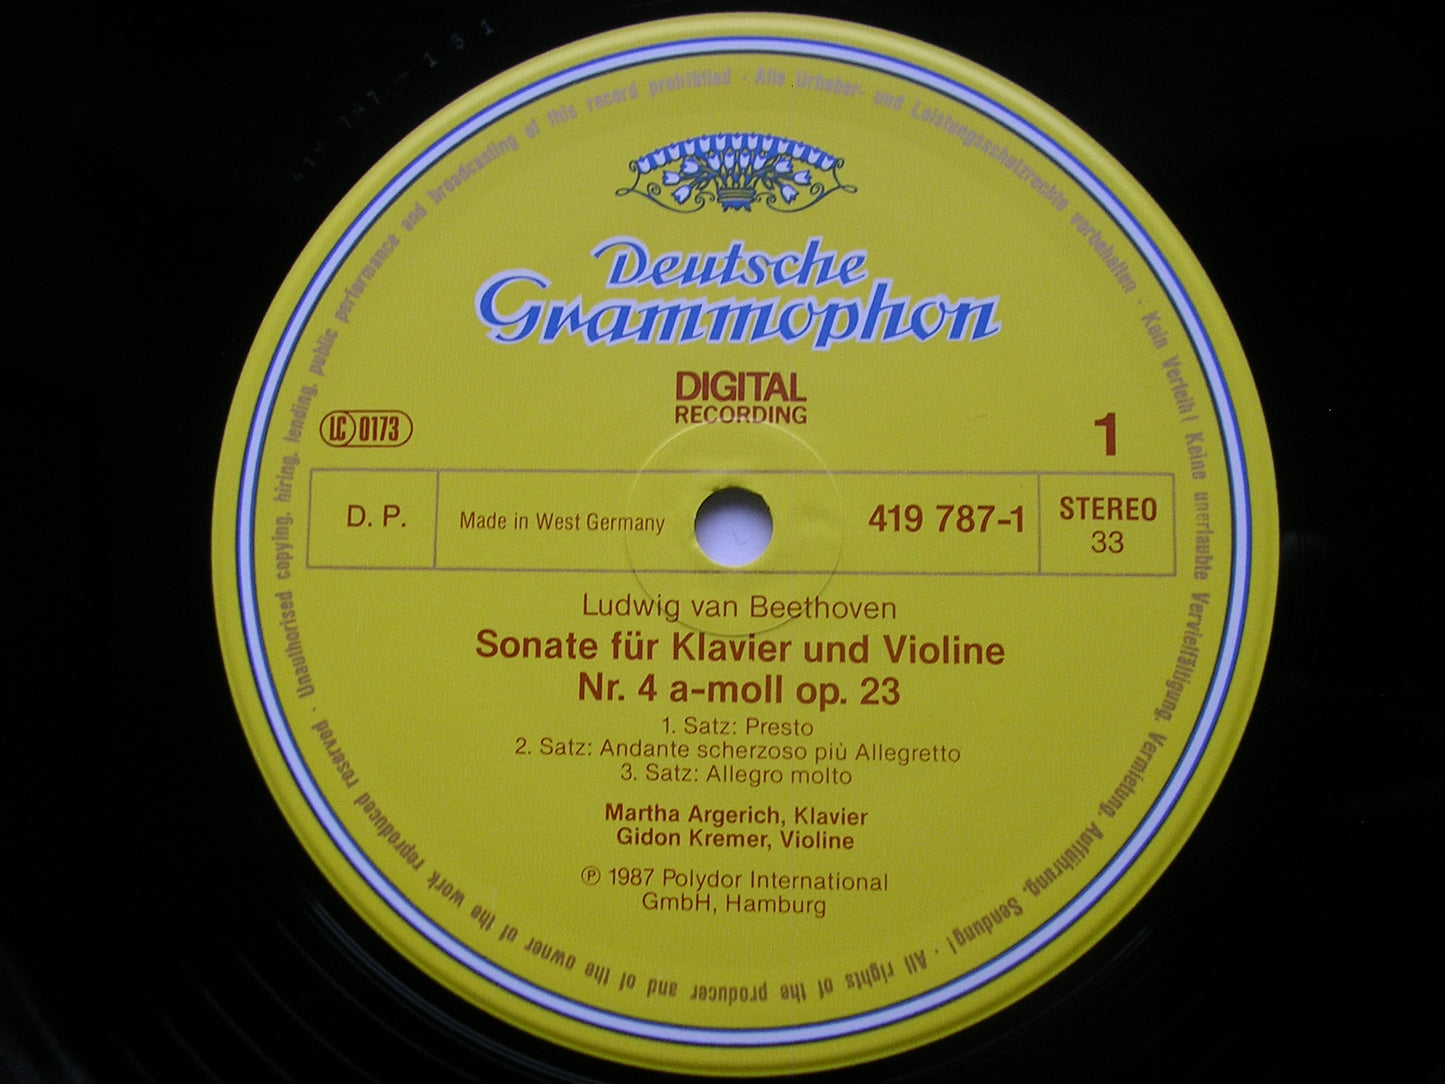 Deutsche
Grammophon
DIGITAL
RECORDING
LC 0173
1
D. P.
Made in West Germany
419 787-1
STEREO
33
Ludwig van Beethoven
Sonate für Klavier und Violine
Nr. 4 a-moll op. 23
1. Satz: Presto
2. Satz: Andante scherzoso più Allegretto
3. Satz: Allegro molto
Martha Argerich, Klavier
Gidon Kremer, Violine
℗ 1987 Polydor International
GmbH, Hamburg
Alle Urheber- und Leistungsschutzrechte vorbehalten · Kein Verleih! Keine unerlaubte Vervielfältigung, Vermietung, Aufführung, Sendung! · All rights of the producer and of the owner of the work reproduced reserved · Unauthorised copying, hiring, lending, public performance and broadcasting of this record prohibited ·